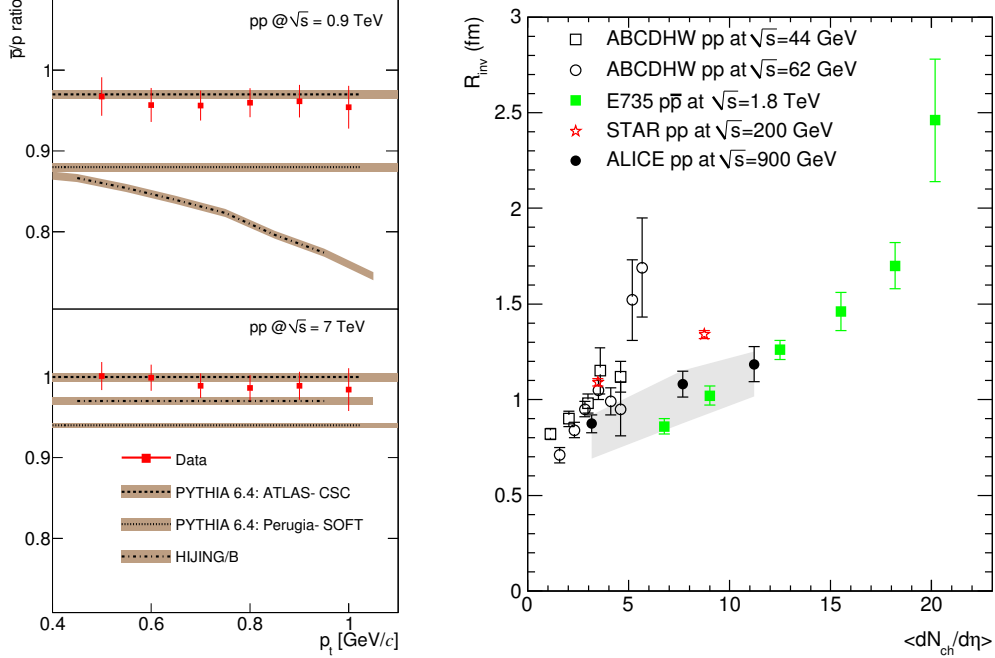 p̅/p ratio
pp @√s = 0.9 TeV
1
0.9
0.8
pp @√s = 7 TeV
1
0.9
0.8
Data
PYTHIA 6.4: ATLAS- CSC
PYTHIA 6.4: Perugia- SOFT
HIJING/B
0.4 0.6 0.8 1
p_t [GeV/c]
R_inv (fm)
3
2.5
2
1.5
1
0.5
0
ABCDHW pp at √s=44 GeV
ABCDHW pp at √s=62 GeV
E735 pp̅ at √s=1.8 TeV
STAR pp at √s=200 GeV
ALICE pp at √s=900 GeV
0 5 10 15 20
<dN_ch/dη>